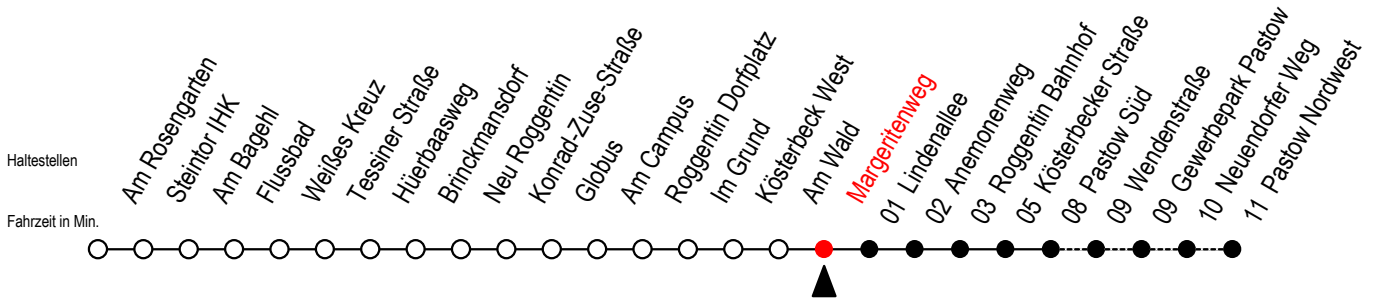 Haltestellen
Fahrzeit in Min.
Am Rosengarten
Steintor IHK
Am Bagehl
Flussbad
Weißes Kreuz
Tessiner Straße
Hüerbaasweg
Brinckmansdorf
Neu Roggentin
Konrad-Zuse-Straße
Globus
Am Campus
Roggentin Dorfplatz
Im Grund
Kösterbeck West
Am Wald
Margeritenweg
01 Lindenallee
02 Anemonenweg
03 Roggentin Bahnhof
05 Kösterbecker Straße
08 Pastow Süd
09 Wendenstraße
09 Gewerbepark Pastow
10 Neuendorfer Weg
11 Pastow Nordwest